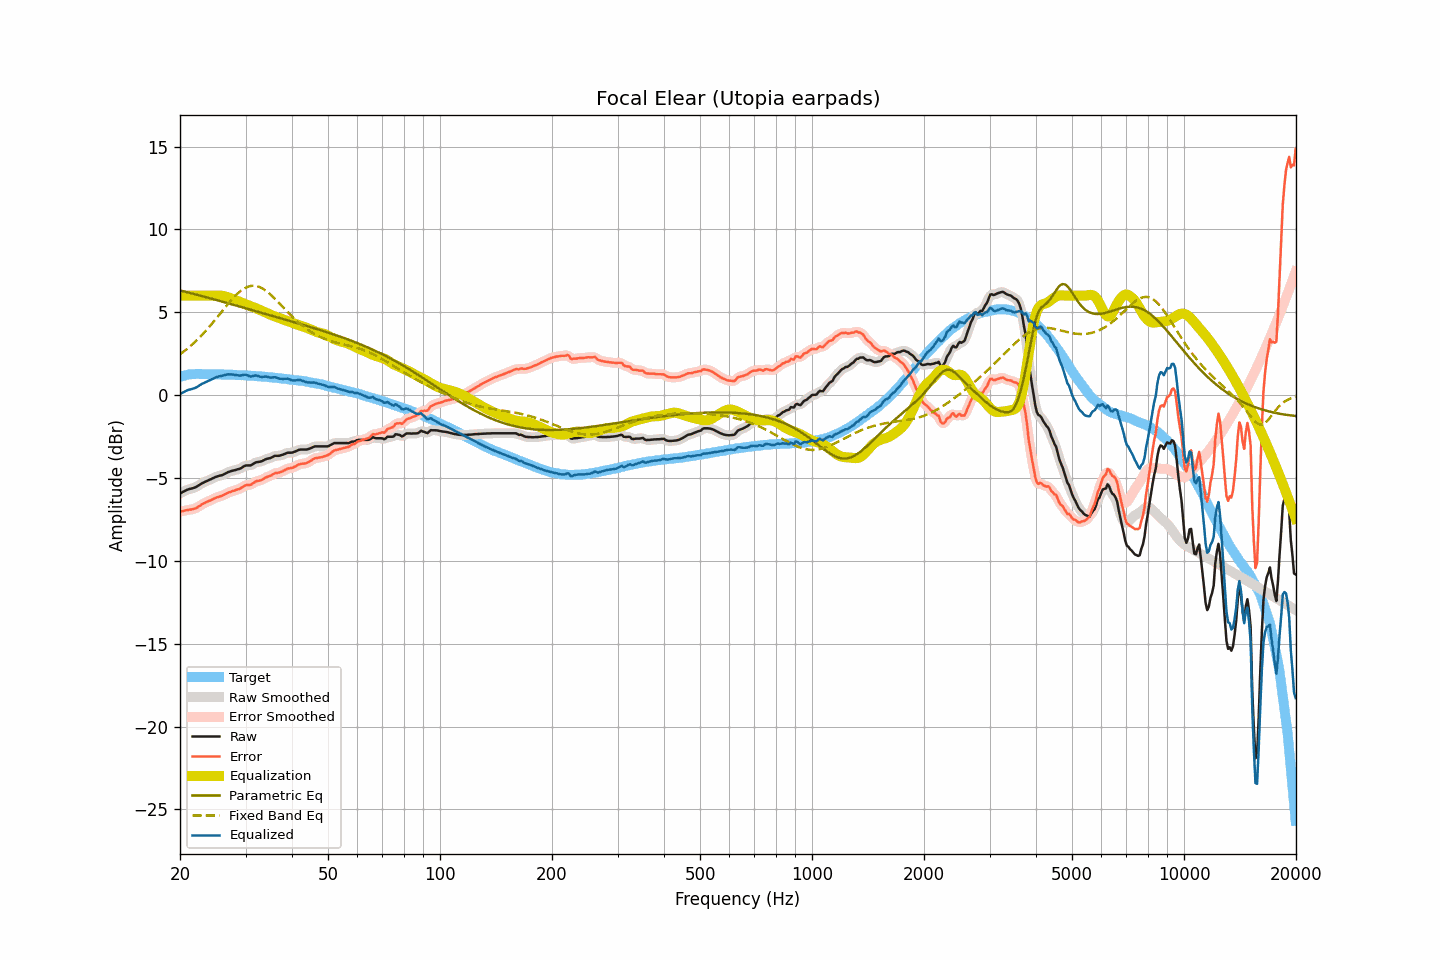 Focal Elear (Utopia earpads)
Amplitude (dBr)
15
10
5
0
−5
−10
−15
−20
−25
Target
Raw Smoothed
Error Smoothed
Raw
Error
Equalization
Parametric Eq
Fixed Band Eq
Equalized
20 50 100 200 500 1000 2000 5000 10000 20000
Frequency (Hz)